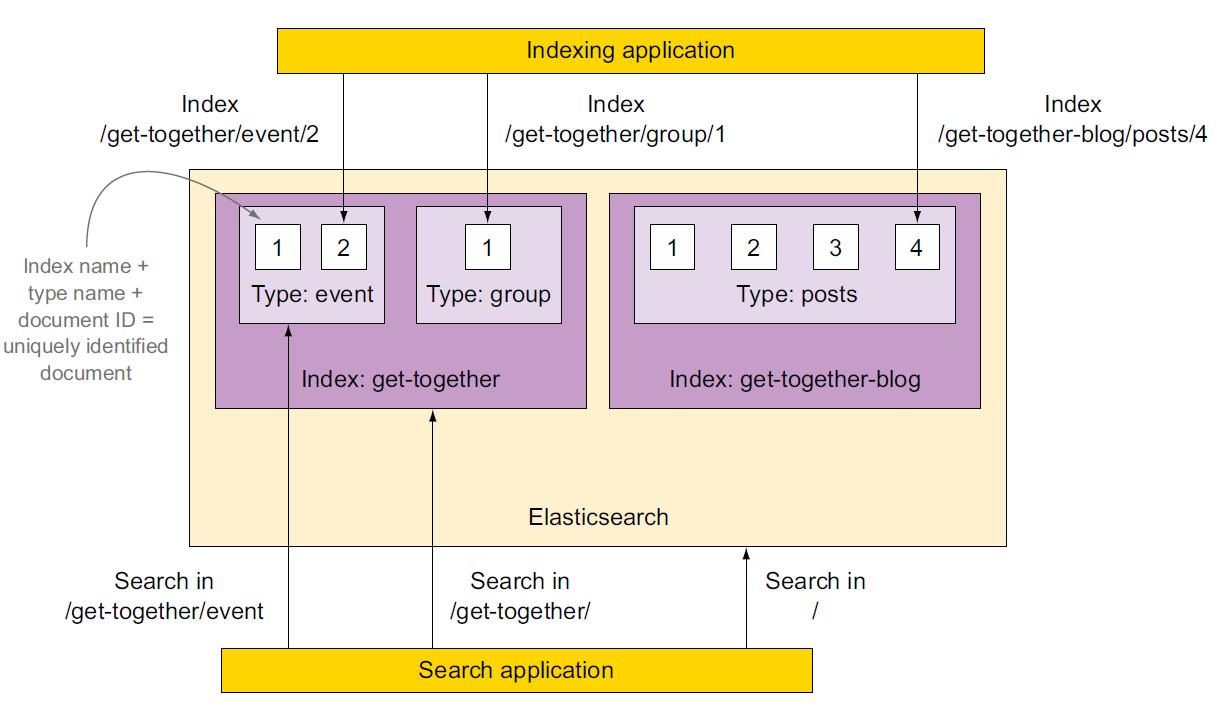 Indexing application
Index
/get-together/event/2
Index
/get-together/group/1
Index
/get-together-blog/posts/4
1
2
Type: event
1
Type: group
1
2
3
4
Type: posts
Index name +
type name +
document ID =
uniquely identified
document
Index: get-together
Index: get-together-blog
Elasticsearch
Search in
/get-together/event
Search in
/get-together/
Search in
/
Search application